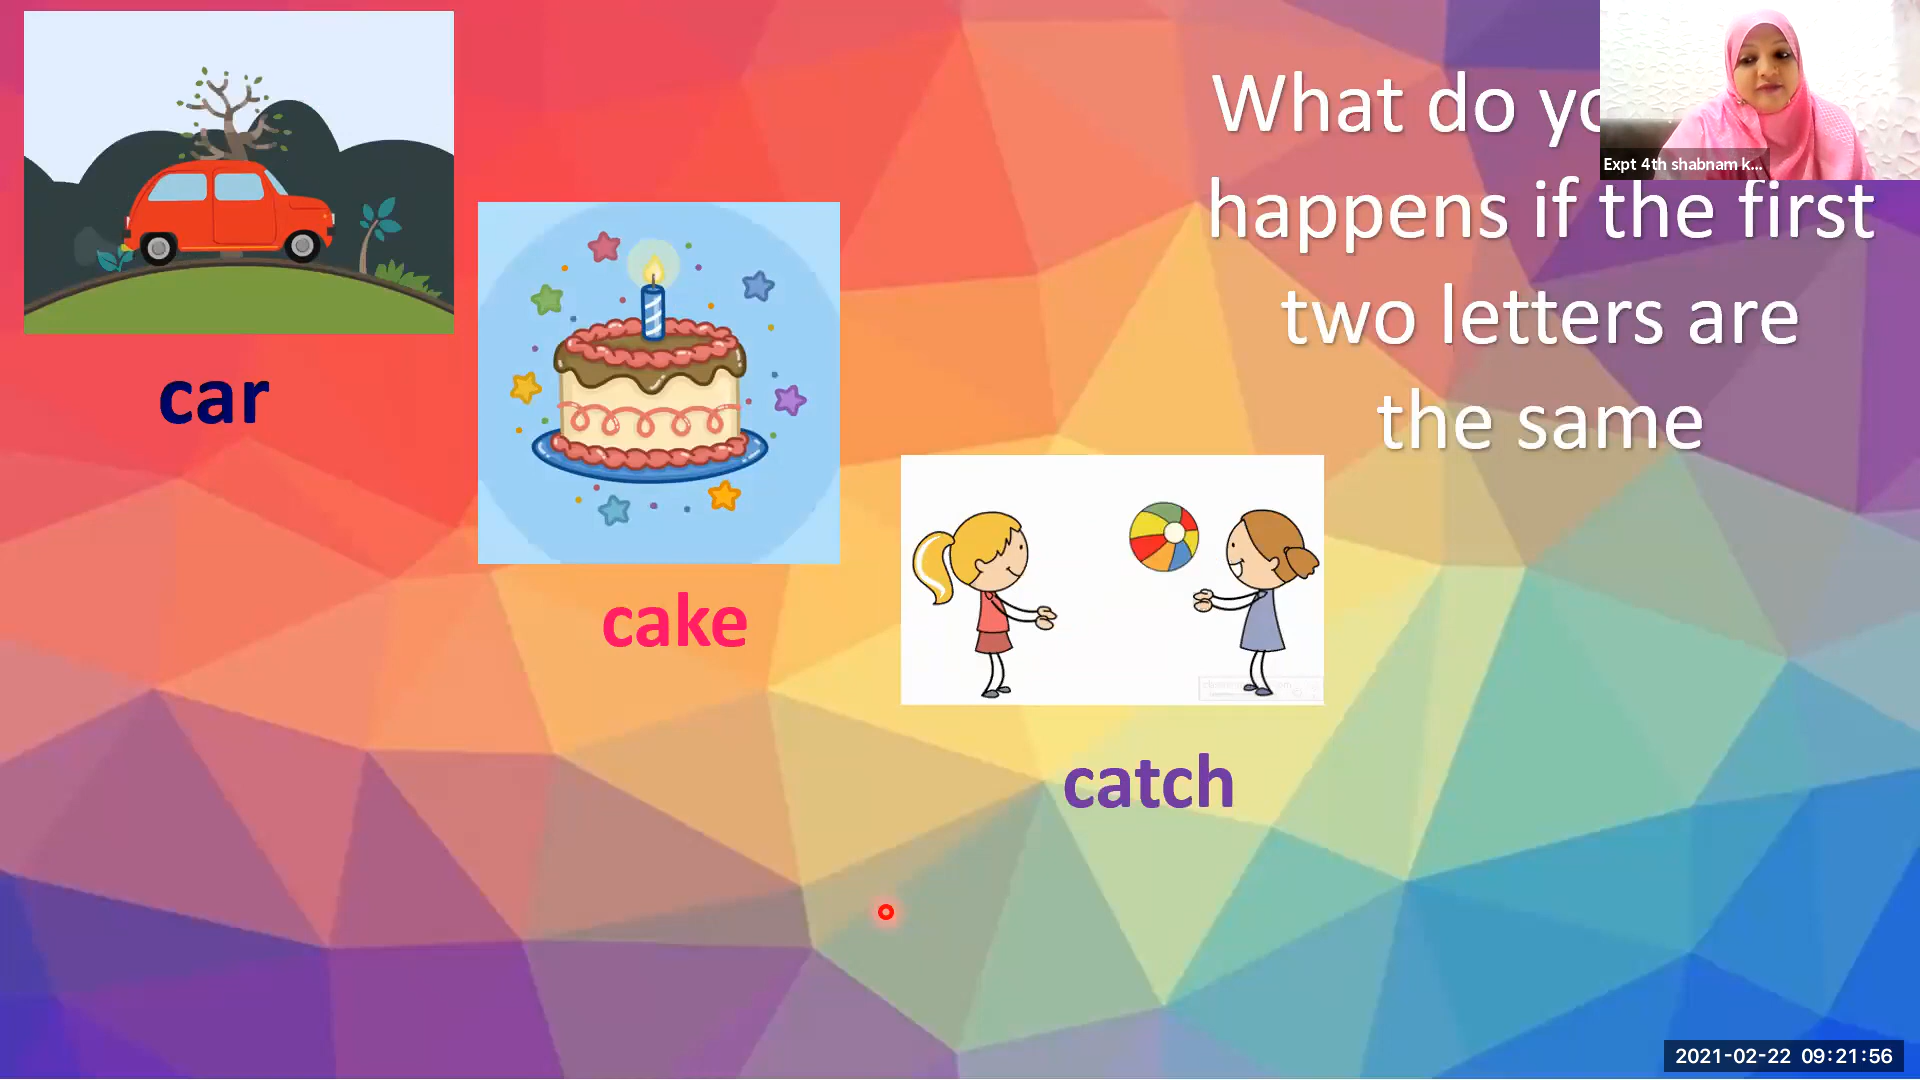 What do
happens if the first
two letters are
the same
car
cake
catch
Expt 4th shabnam k...
2021-02-22 09:21:56